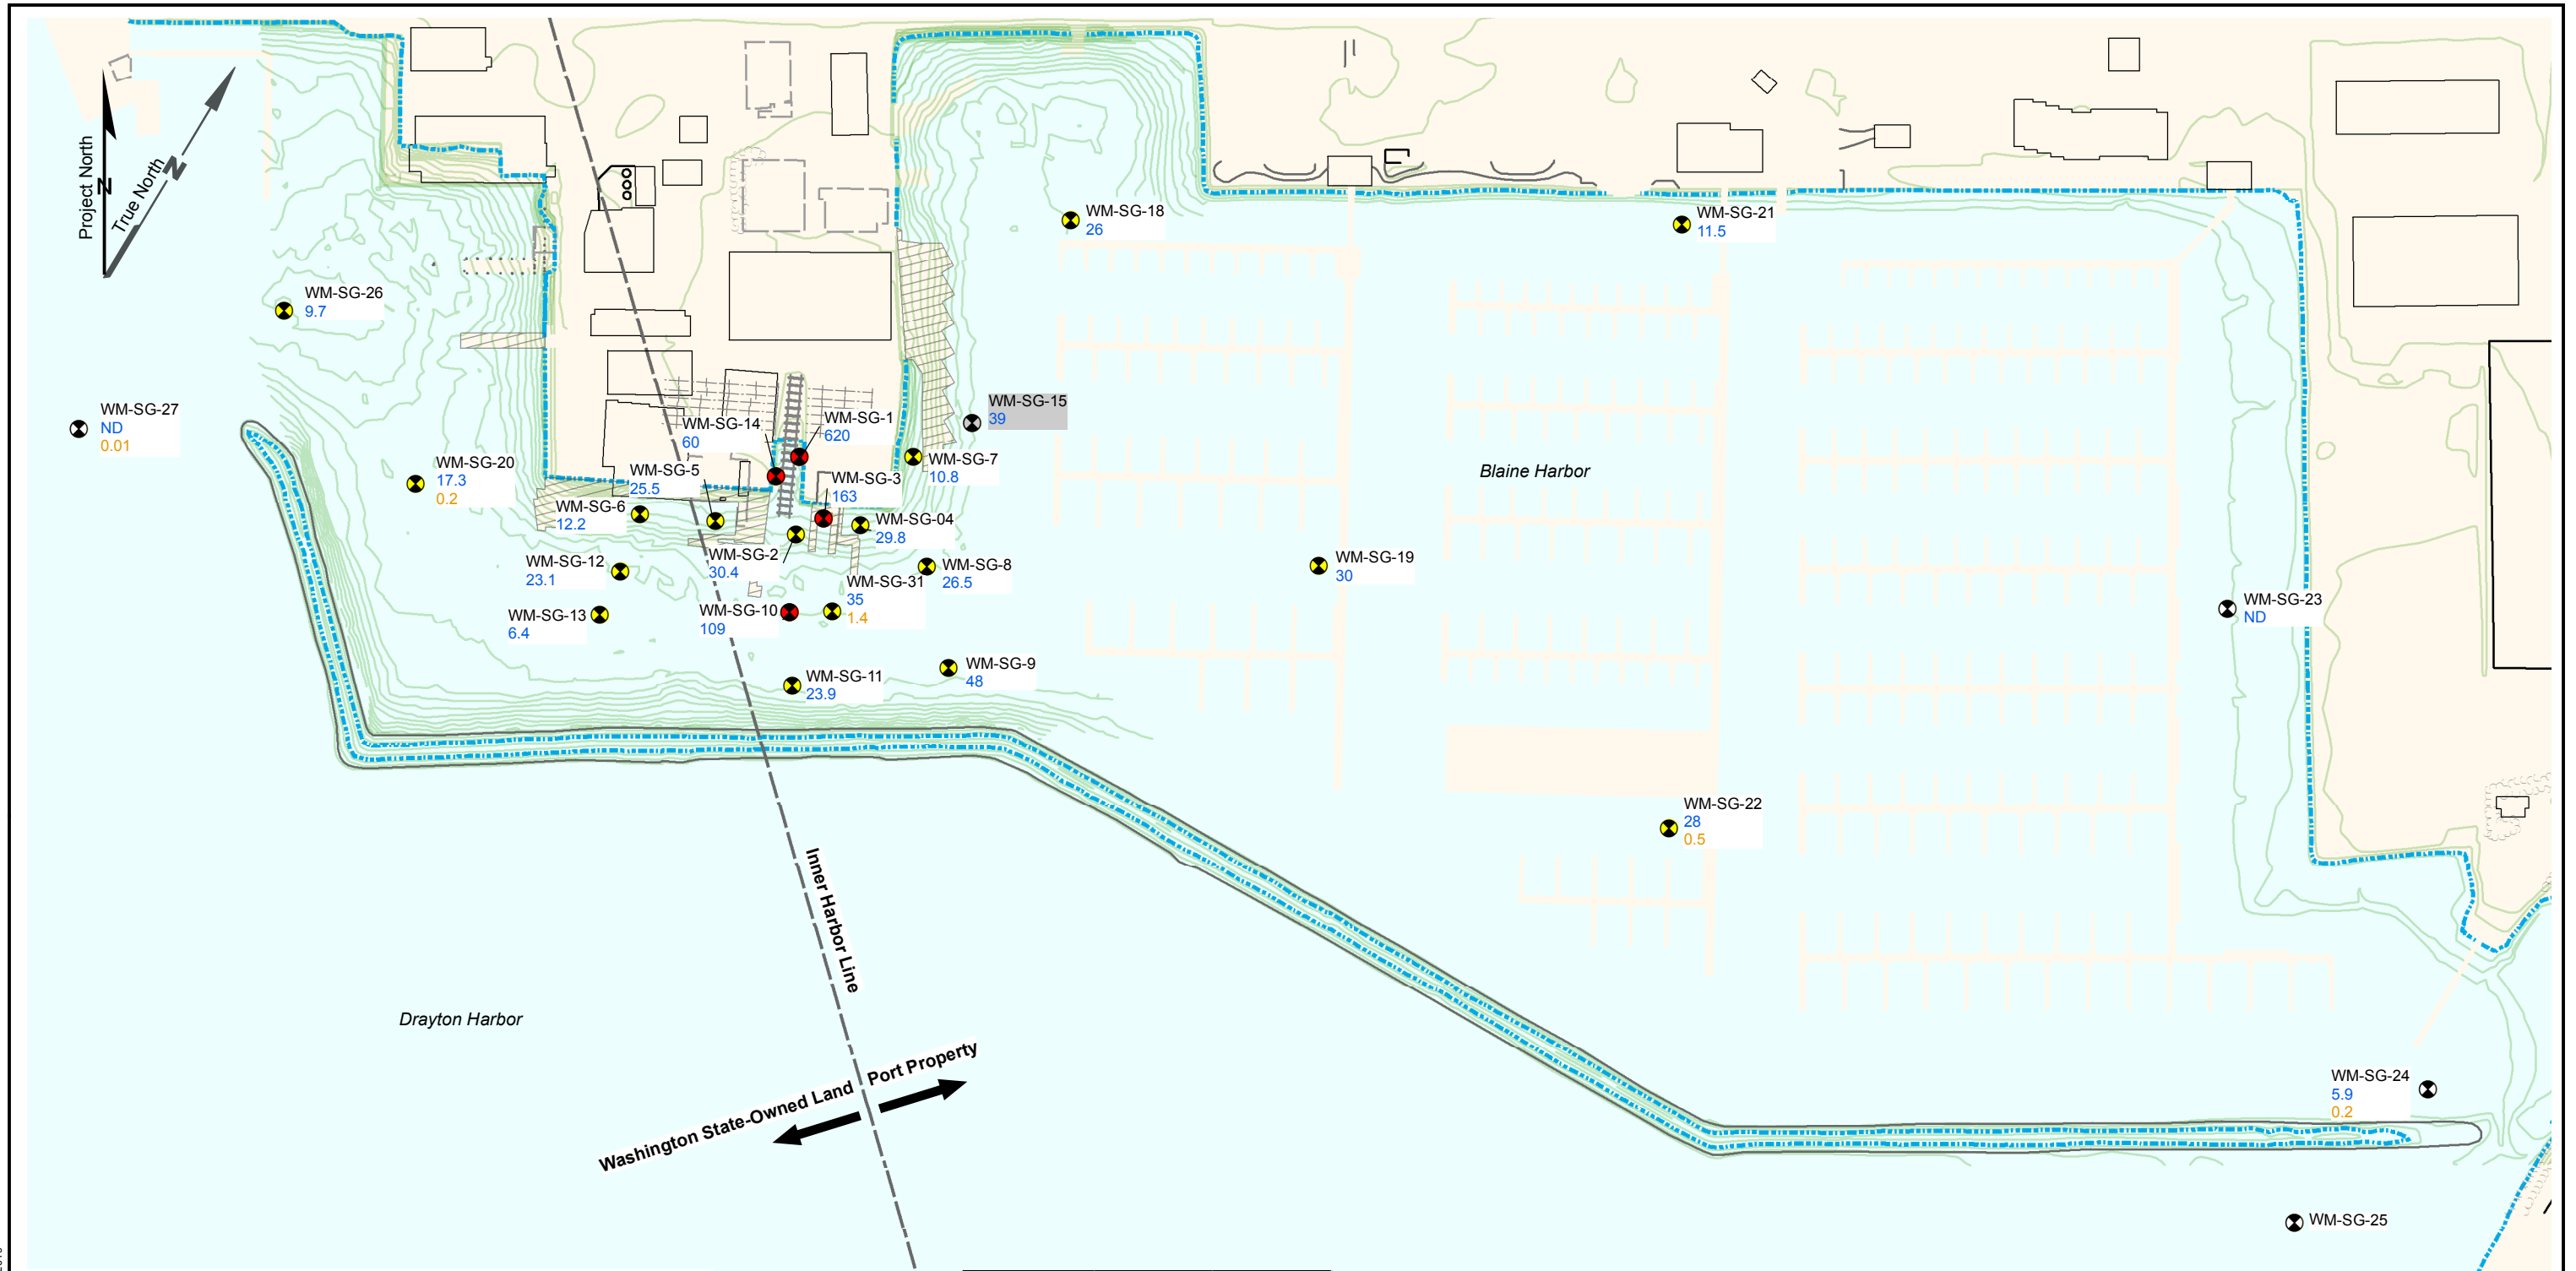 Project North
N
True North
N
WM-SG-18
26
WM-SG-21
11.5
WM-SG-26
9.7
WM-SG-27
ND
0.01
WM-SG-15
39
WM-SG-14
60
WM-SG-1
620
WM-SG-20
17.3
0.2
WM-SG-5
25.5
WM-SG-3
163
WM-SG-7
10.8
Blaine Harbor
WM-SG-6
12.2
WM-SG-04
29.8
WM-SG-2
30.4
WM-SG-12
23.1
WM-SG-8
26.5
WM-SG-19
30
WM-SG-31
35
1.4
WM-SG-13
6.4
WM-SG-10
109
WM-SG-23
ND
WM-SG-9
48
WM-SG-11
23.9
WM-SG-22
28
0.5
Inner Harbor Line
Drayton Harbor
Washington State-Owned Land
Port Property
WM-SG-24
5.9
0.2
WM-SG-25